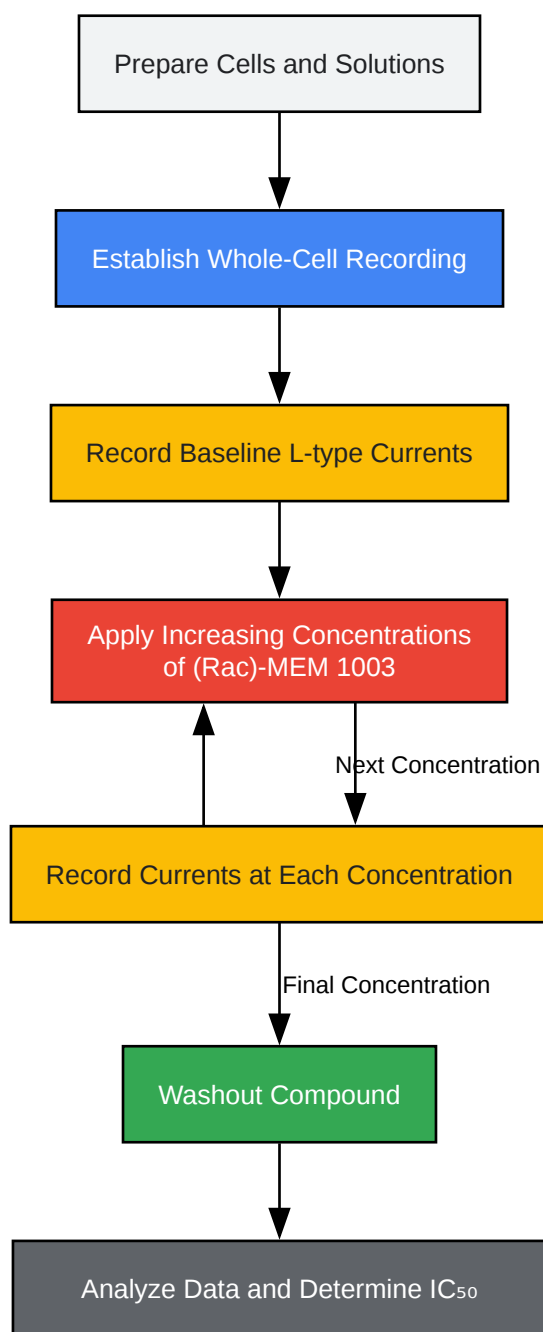 Prepare Cells and Solutions
Establish Whole-Cell Recording
Record Baseline L-type Currents
Apply Increasing Concentrations
of (Rac)-MEM 1003
Next Concentration
Record Currents at Each Concentration
Final Concentration
Washout Compound
Analyze Data and Determine IC₅₀